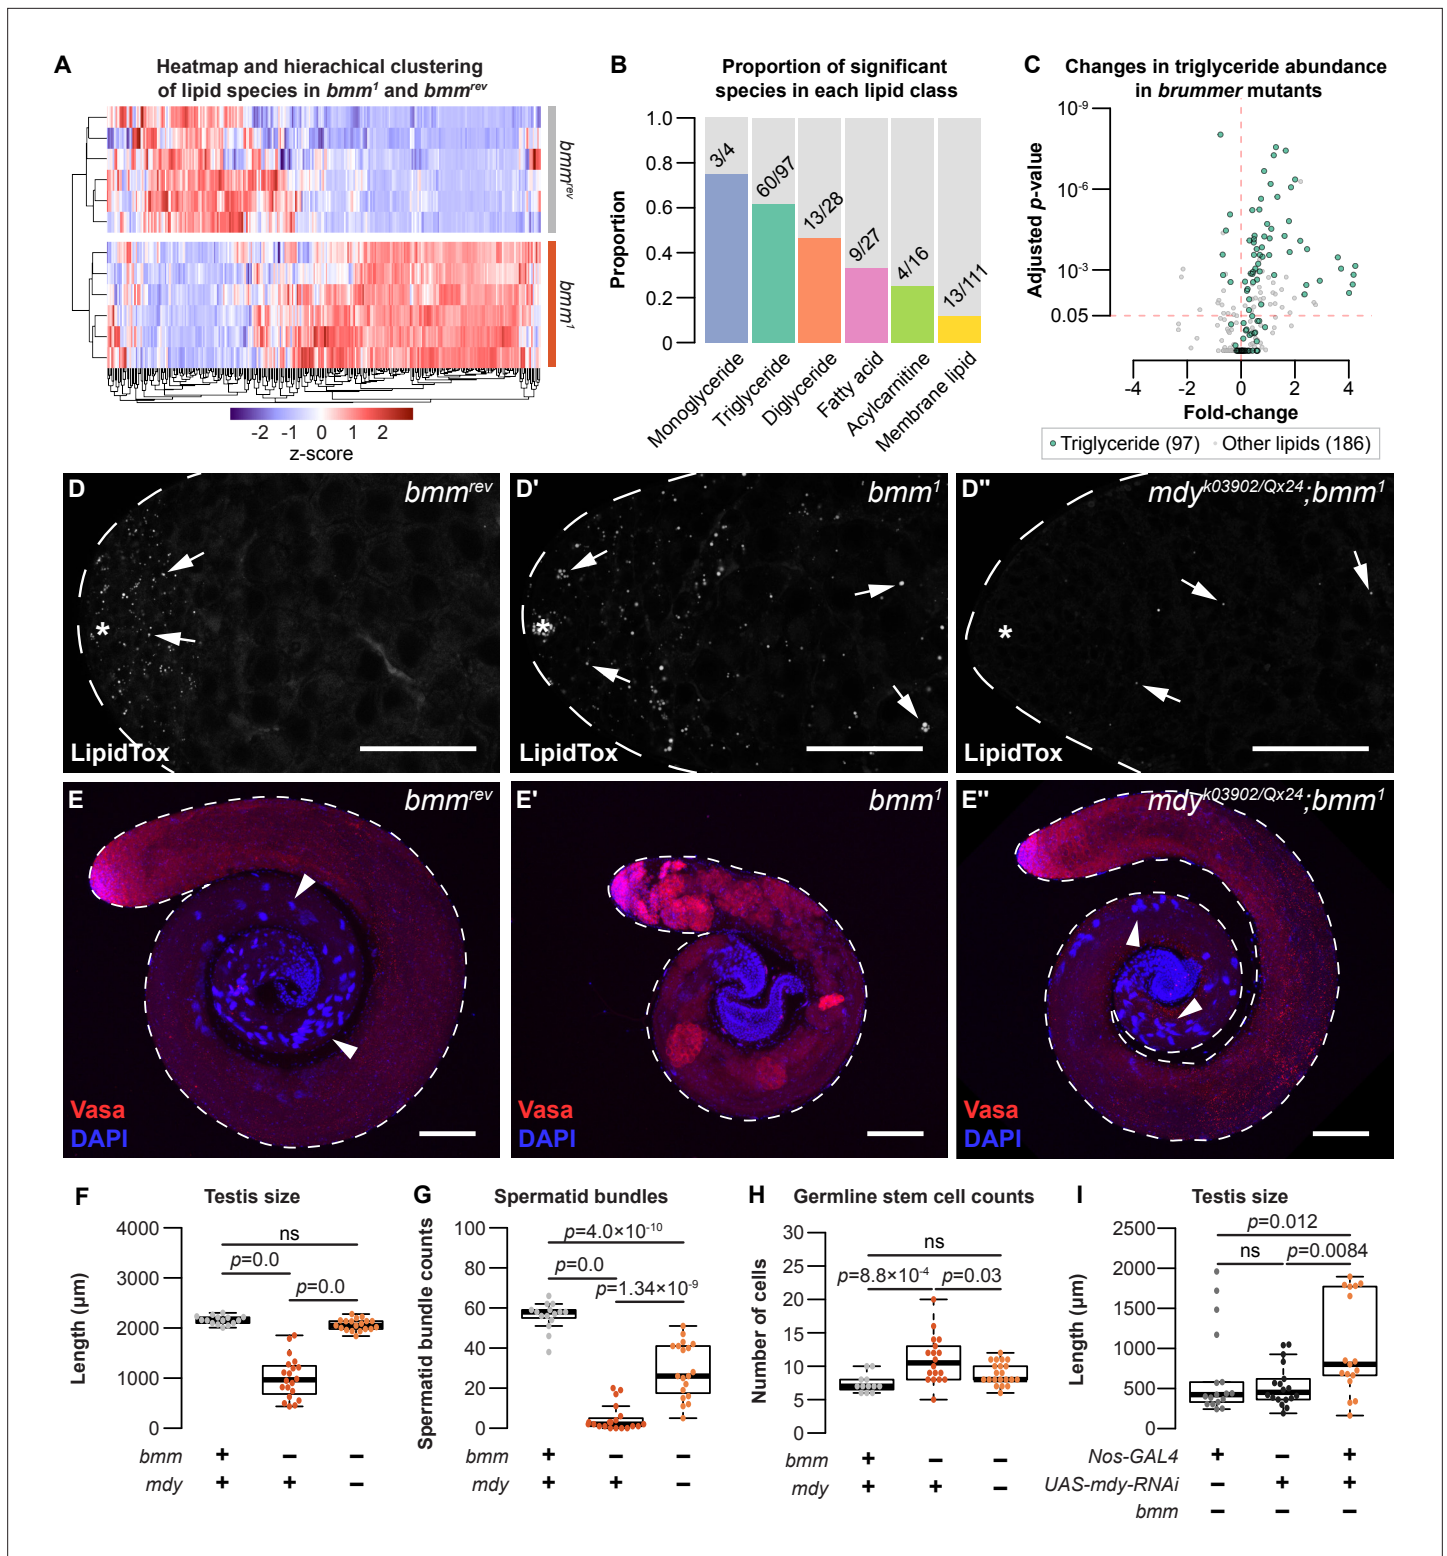 A
Heatmap and hierachical clustering
of lipid species in bmm¹ and bmmʳᵉᵛ
bmmʳᵉᵛ
bmm¹
-2 -1 0 1 2
z-score
B
Proportion of significant
species in each lipid class
Proportion
1.0
0.8
0.6
0.4
0.2
0
3/4
60/97
13/28
9/27
4/16
13/111
Monoglyceride
Triglyceride
Diglyceride
Fatty acid
Acylcarnitine
Membrane lipid
C
Changes in triglyceride abundance
in brummer mutants
Adjusted p-value
10⁻⁹
10⁻⁶
10⁻³
0.05
-4 -2 0 2 4
Fold-change
Triglyceride (97) Other lipids (186)
D
bmmʳᵉᵛ
*
LipidTox
D'
bmm¹
*
D"
mdyᵏ⁰³⁹⁰²/Qx24;bmm¹
*
LipidTox
E
bmmʳᵉᵛ
Vasa
DAPI
E'
bmm¹
Vasa
DAPI
E"
mdyᵏ⁰³⁹⁰²/Qx24;bmm¹
Vasa
DAPI
F
Testis size
Length (µm)
4000
3000
2000
1000
0
ns
p=0.0
p=0.0
bmm + − −
mdy + + −
G
Spermatid bundles
Spermatid bundle counts
100
80
60
40
20
0
p=4.0×10⁻¹⁰
p=0.0
p=1.34×10⁻⁹
bmm + − −
mdy + + −
H
Germline stem cell counts
Number of cells
30
25
20
15
10
5
0
ns
p=8.8×10⁻⁴ p=0.03
bmm + − −
mdy + + −
I
Testis size
Length (µm)
2500
2000
1500
1000
500
0
p=0.012
ns p=0.0084
Nos-GAL4 + − +
UAS-mdy-RNAi − + +
bmm − − −